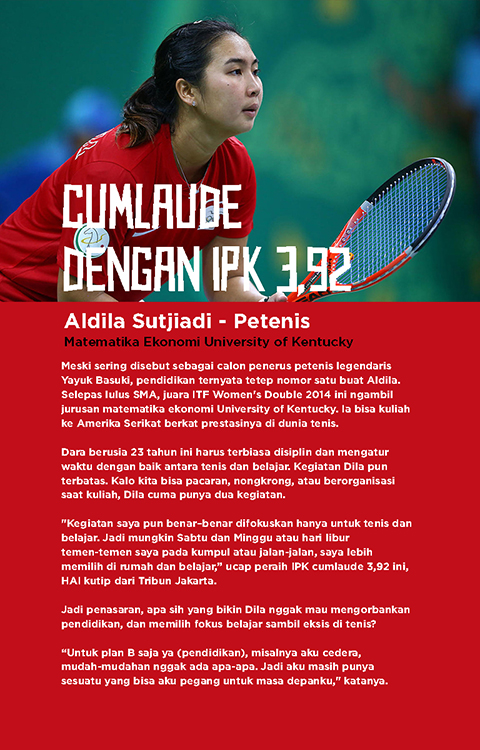 CUMLAUDE
DENGAN IPK 3,92
Aldila Sutjiadi - Petenis
Matematika Ekonomi University of Kentucky
Meski sering disebut sebagai calon penerus petenis legendaris
Yayuk Basuki, pendidikan ternyata tetep nomor satu buat Aldila.
Selepas lulus SMA, juara ITF Women's Double 2014 ini ngambil
jurusan matematika ekonomi University of Kentucky. Ia bisa kuliah
ke Amerika Serikat berkat prestasinya di dunia tenis.
Dara berusia 23 tahun ini harus terbiasa disiplin dan mengatur
waktu dengan baik antara tenis dan belajar. Kegiatan Dila pun
terbatas. Kalo kita bisa pacaran, nongkrong, atau berorganisasi
saat kuliah, Dila cuma punya dua kegiatan.
"Kegiatan saya pun benar–benar difokuskan hanya untuk tenis dan
belajar. Jadi mungkin Sabtu dan Minggu atau hari libur
temen-temen saya pada kumpul atau jalan-jalan, saya lebih
memilih di rumah dan belajar,” ucap peraih IPK cumlaude 3,92 ini,
HAI kutip dari Tribun Jakarta.
Jadi penasaran, apa sih yang bikin Dila nggak mau mengorbankan
pendidikan, dan memilih fokus belajar sambil eksis di tenis?
“Untuk plan B saja ya (pendidikan), misalnya aku cedera,
mudah-mudahan nggak ada apa-apa. Jadi aku masih punya
sesuatu yang bisa aku pegang untuk masa depanku," katanya.